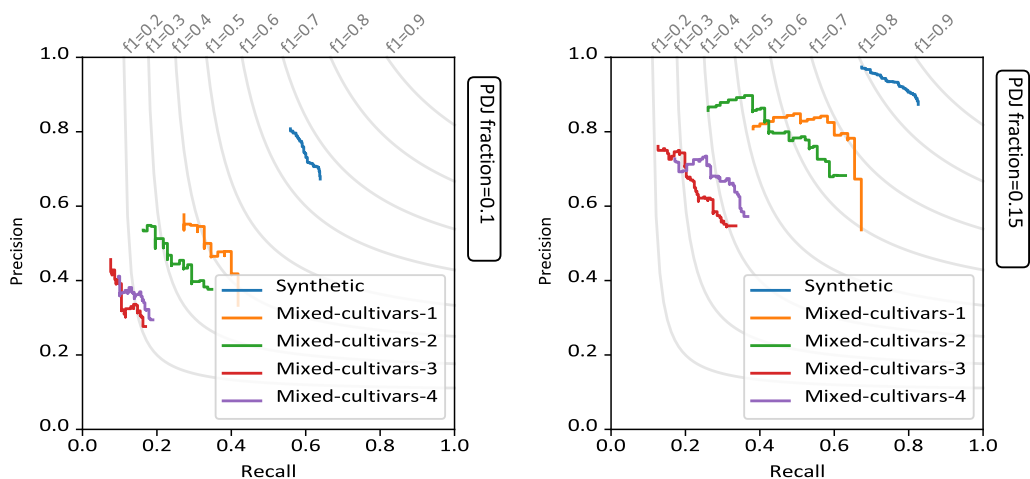 f1=0.2
f1=0.3
f1=0.4
f1=0.5
f1=0.6
f1=0.7
f1=0.8
f1=0.9
1.0
0.8
0.6
0.4
0.2
0.0
Precision
0.0 0.2 0.4 0.6 0.8 1.0
Recall
Synthetic
Mixed-cultivars-1
Mixed-cultivars-2
Mixed-cultivars-3
Mixed-cultivars-4
PDJ fraction=0.1
f1=0.2
f1=0.3
f1=0.4
f1=0.5
f1=0.6
f1=0.7
f1=0.8
f1=0.9
1.0
0.8
0.6
0.4
0.2
0.0
Precision
0.0 0.2 0.4 0.6 0.8 1.0
Recall
Synthetic
Mixed-cultivars-1
Mixed-cultivars-2
Mixed-cultivars-3
Mixed-cultivars-4
PDJ fraction=0.15